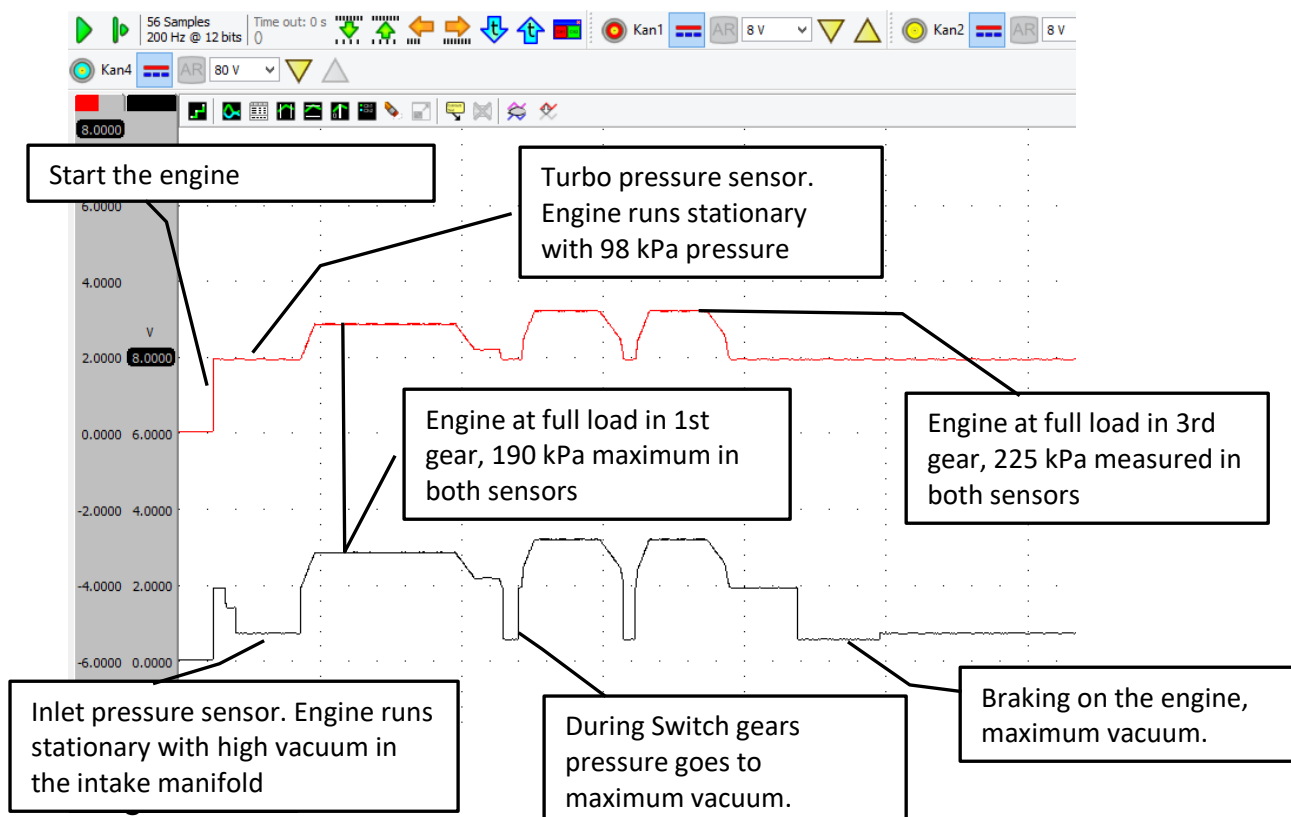 56 Samples
200 Hz @ 12 bits
Time out: 0 s
()
Kan1
AR
8 V
Kan2
AR
8 V
Kan4
AR
80 V
8.0000
Start the engine
Turbo pressure sensor.
Engine runs stationary
with 98 kPa pressure
6.0000
4.0000
V
2.0000 8.0000
Engine at full load in 1st
gear, 190 kPa maximum in
both sensors
Engine at full load in 3rd
gear, 225 kPa measured in
both sensors
0.0000 6.0000
-2.0000 4.0000
-4.0000 2.0000
-6.0000 0.0000
Inlet pressure sensor. Engine runs
stationary with high vacuum in
the intake manifold
During Switch gears
pressure goes to
maximum vacuum.
Braking on the engine,
maximum vacuum.